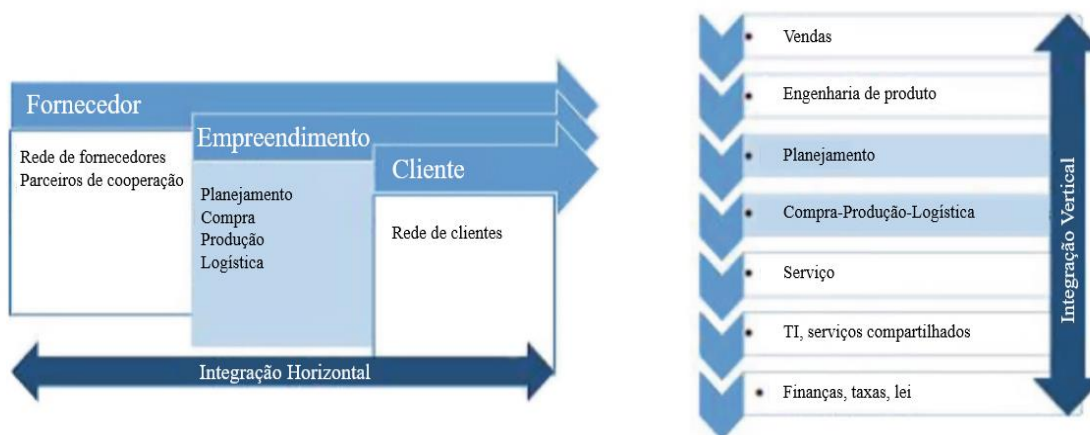 Fornecedor
Rede de fornecedores
Parceiros de cooperação
Empreendimento
Planejamento
Compra
Produção
Logística
Cliente
Rede de clientes
Integração Horizontal
• Vendas
• Engenharia de produto
• Planejamento
• Compra-Produção-Logística
• Serviço
• TI, serviços compartilhados
• Finanças, taxas, lei
Integração Vertical